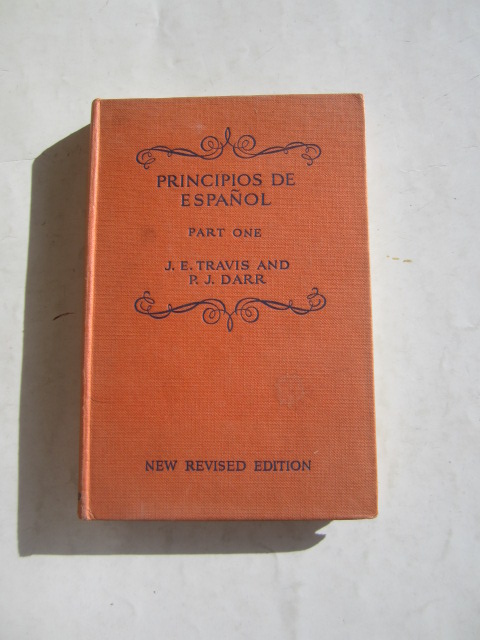 PRINCIPIOS DE
ESPAÑOL
PART ONE
J. E. TRAVIS AND
P. J. DARR
NEW REVISED EDITION